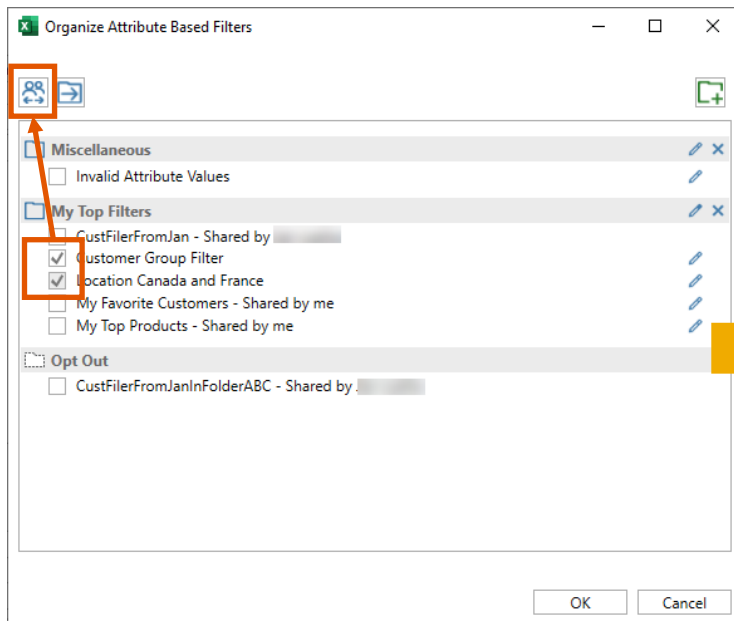 Organize Attribute Based Filters
Miscellaneous
Invalid Attribute Values
My Top Filters
CustFilerFromJan - Shared by
Customer Group Filter
Location Canada and France
My Favorite Customers - Shared by me
My Top Products - Shared by me
Opt Out
CustFilerFromJanInFolderABC - Shared by
OK
Cancel